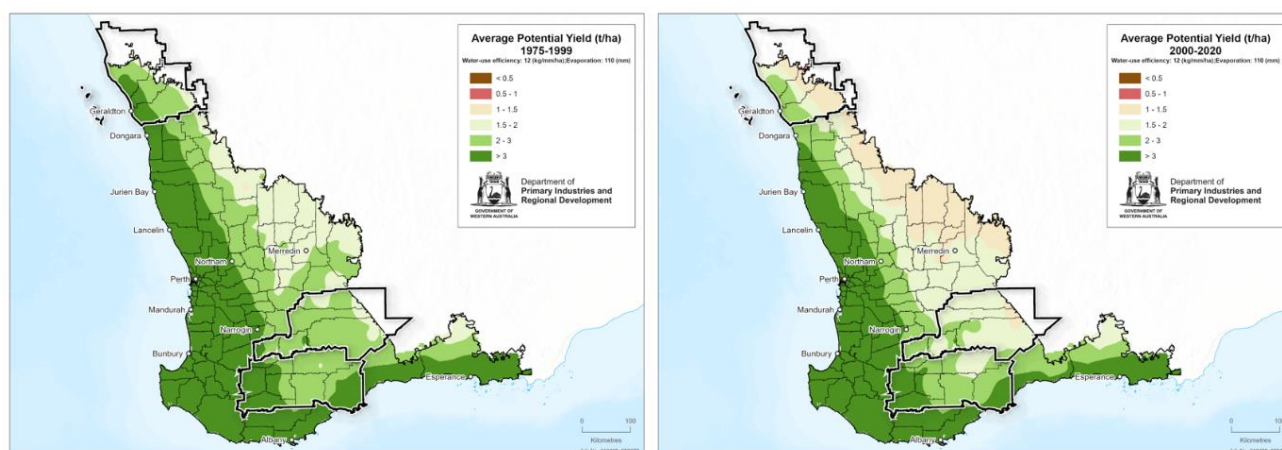 Average Potential Yield (t/ha)
1975-1999
Water-use efficiency: 12 (kg/mm/ha);Evaporation: 110 (mm)
< 0.5
0.5 - 1
1 - 1.5
1.5 - 2
2 - 3
> 3
Department of
Primary Industries and
Regional Development
GOVERNMENT OF
WESTERN AUSTRALIA
Geraldton
Dongara
Jurien Bay
Lancelin
Merredin
Northam
Perth
Mandurah
Narrogin
Bunbury
Esperance
Albany
0
100
Kilometres
Average Potential Yield (t/ha)
2000-2020
Water-use efficiency: 12 (kg/mm/ha);Evaporation: 110 (mm)
< 0.5
0.5 - 1
1 - 1.5
1.5 - 2
2 - 3
> 3
Department of
Primary Industries and
Regional Development
GOVERNMENT OF
WESTERN AUSTRALIA
Geraldton
Dongara
Jurien Bay
Lancelin
Merredin
Northam
Perth
Mandurah
Narrogin
Bunbury
Esperance
Albany
0
100
Kilometres